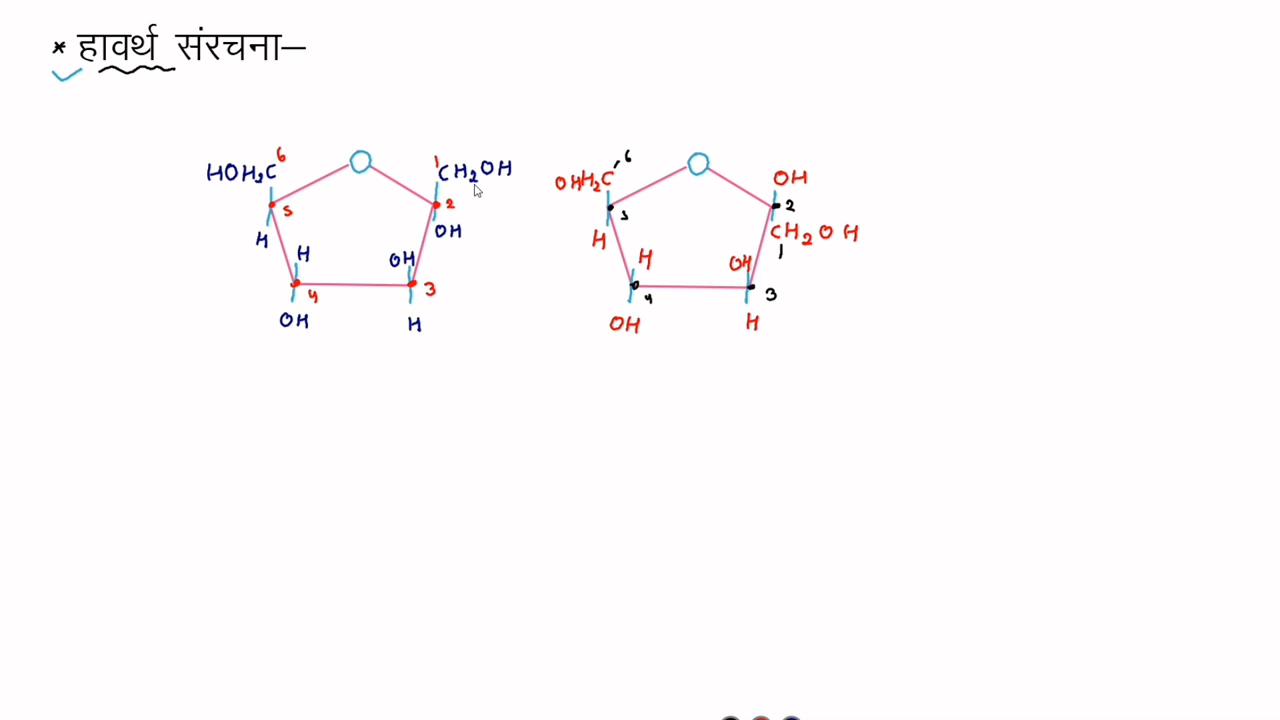 * हावर्थ संरचना–
HOH₂C 6 O 1 CH₂OH
5 2
H H OH OH
4 3
OH H
OHH₂C 6 O OH
5 2
H H OH CH₂OH
1
4 3
OH H